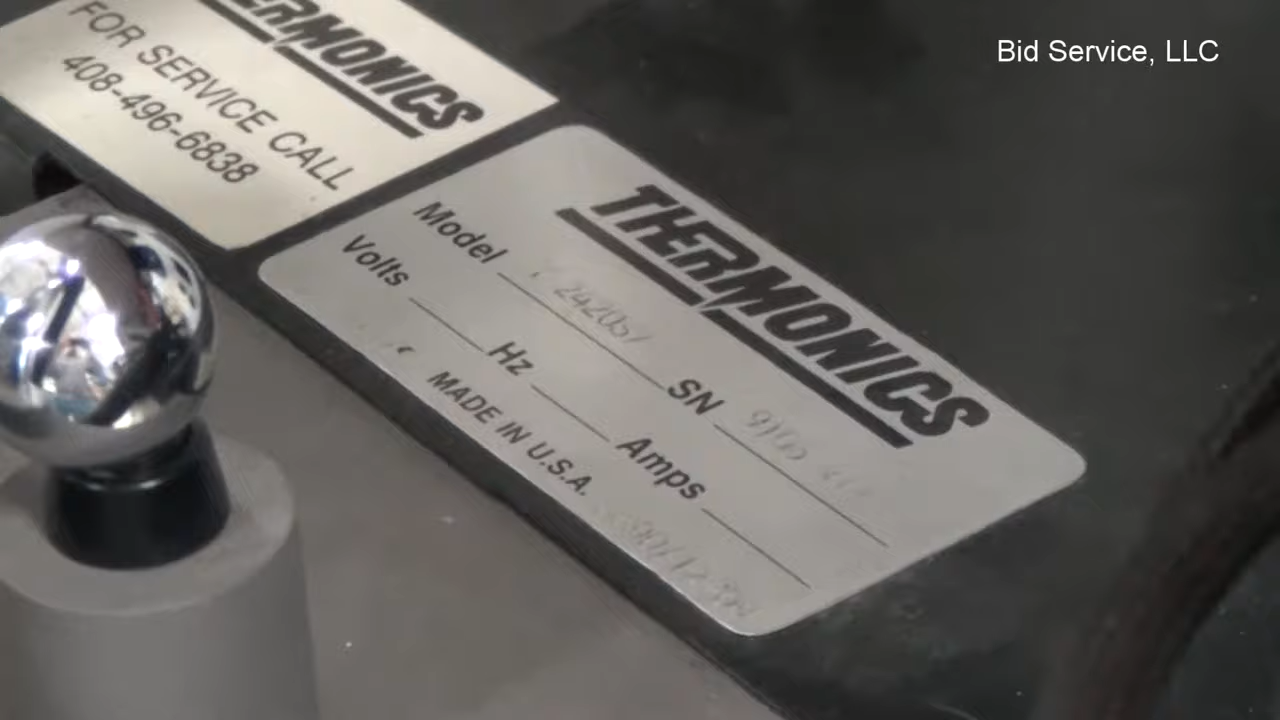 Bid Service, LLC
THERMONICS
FOR SERVICE CALL
408-496-6838
THERMONICS
Model SN
Volts Hz Amps
MADE IN U.S.A.